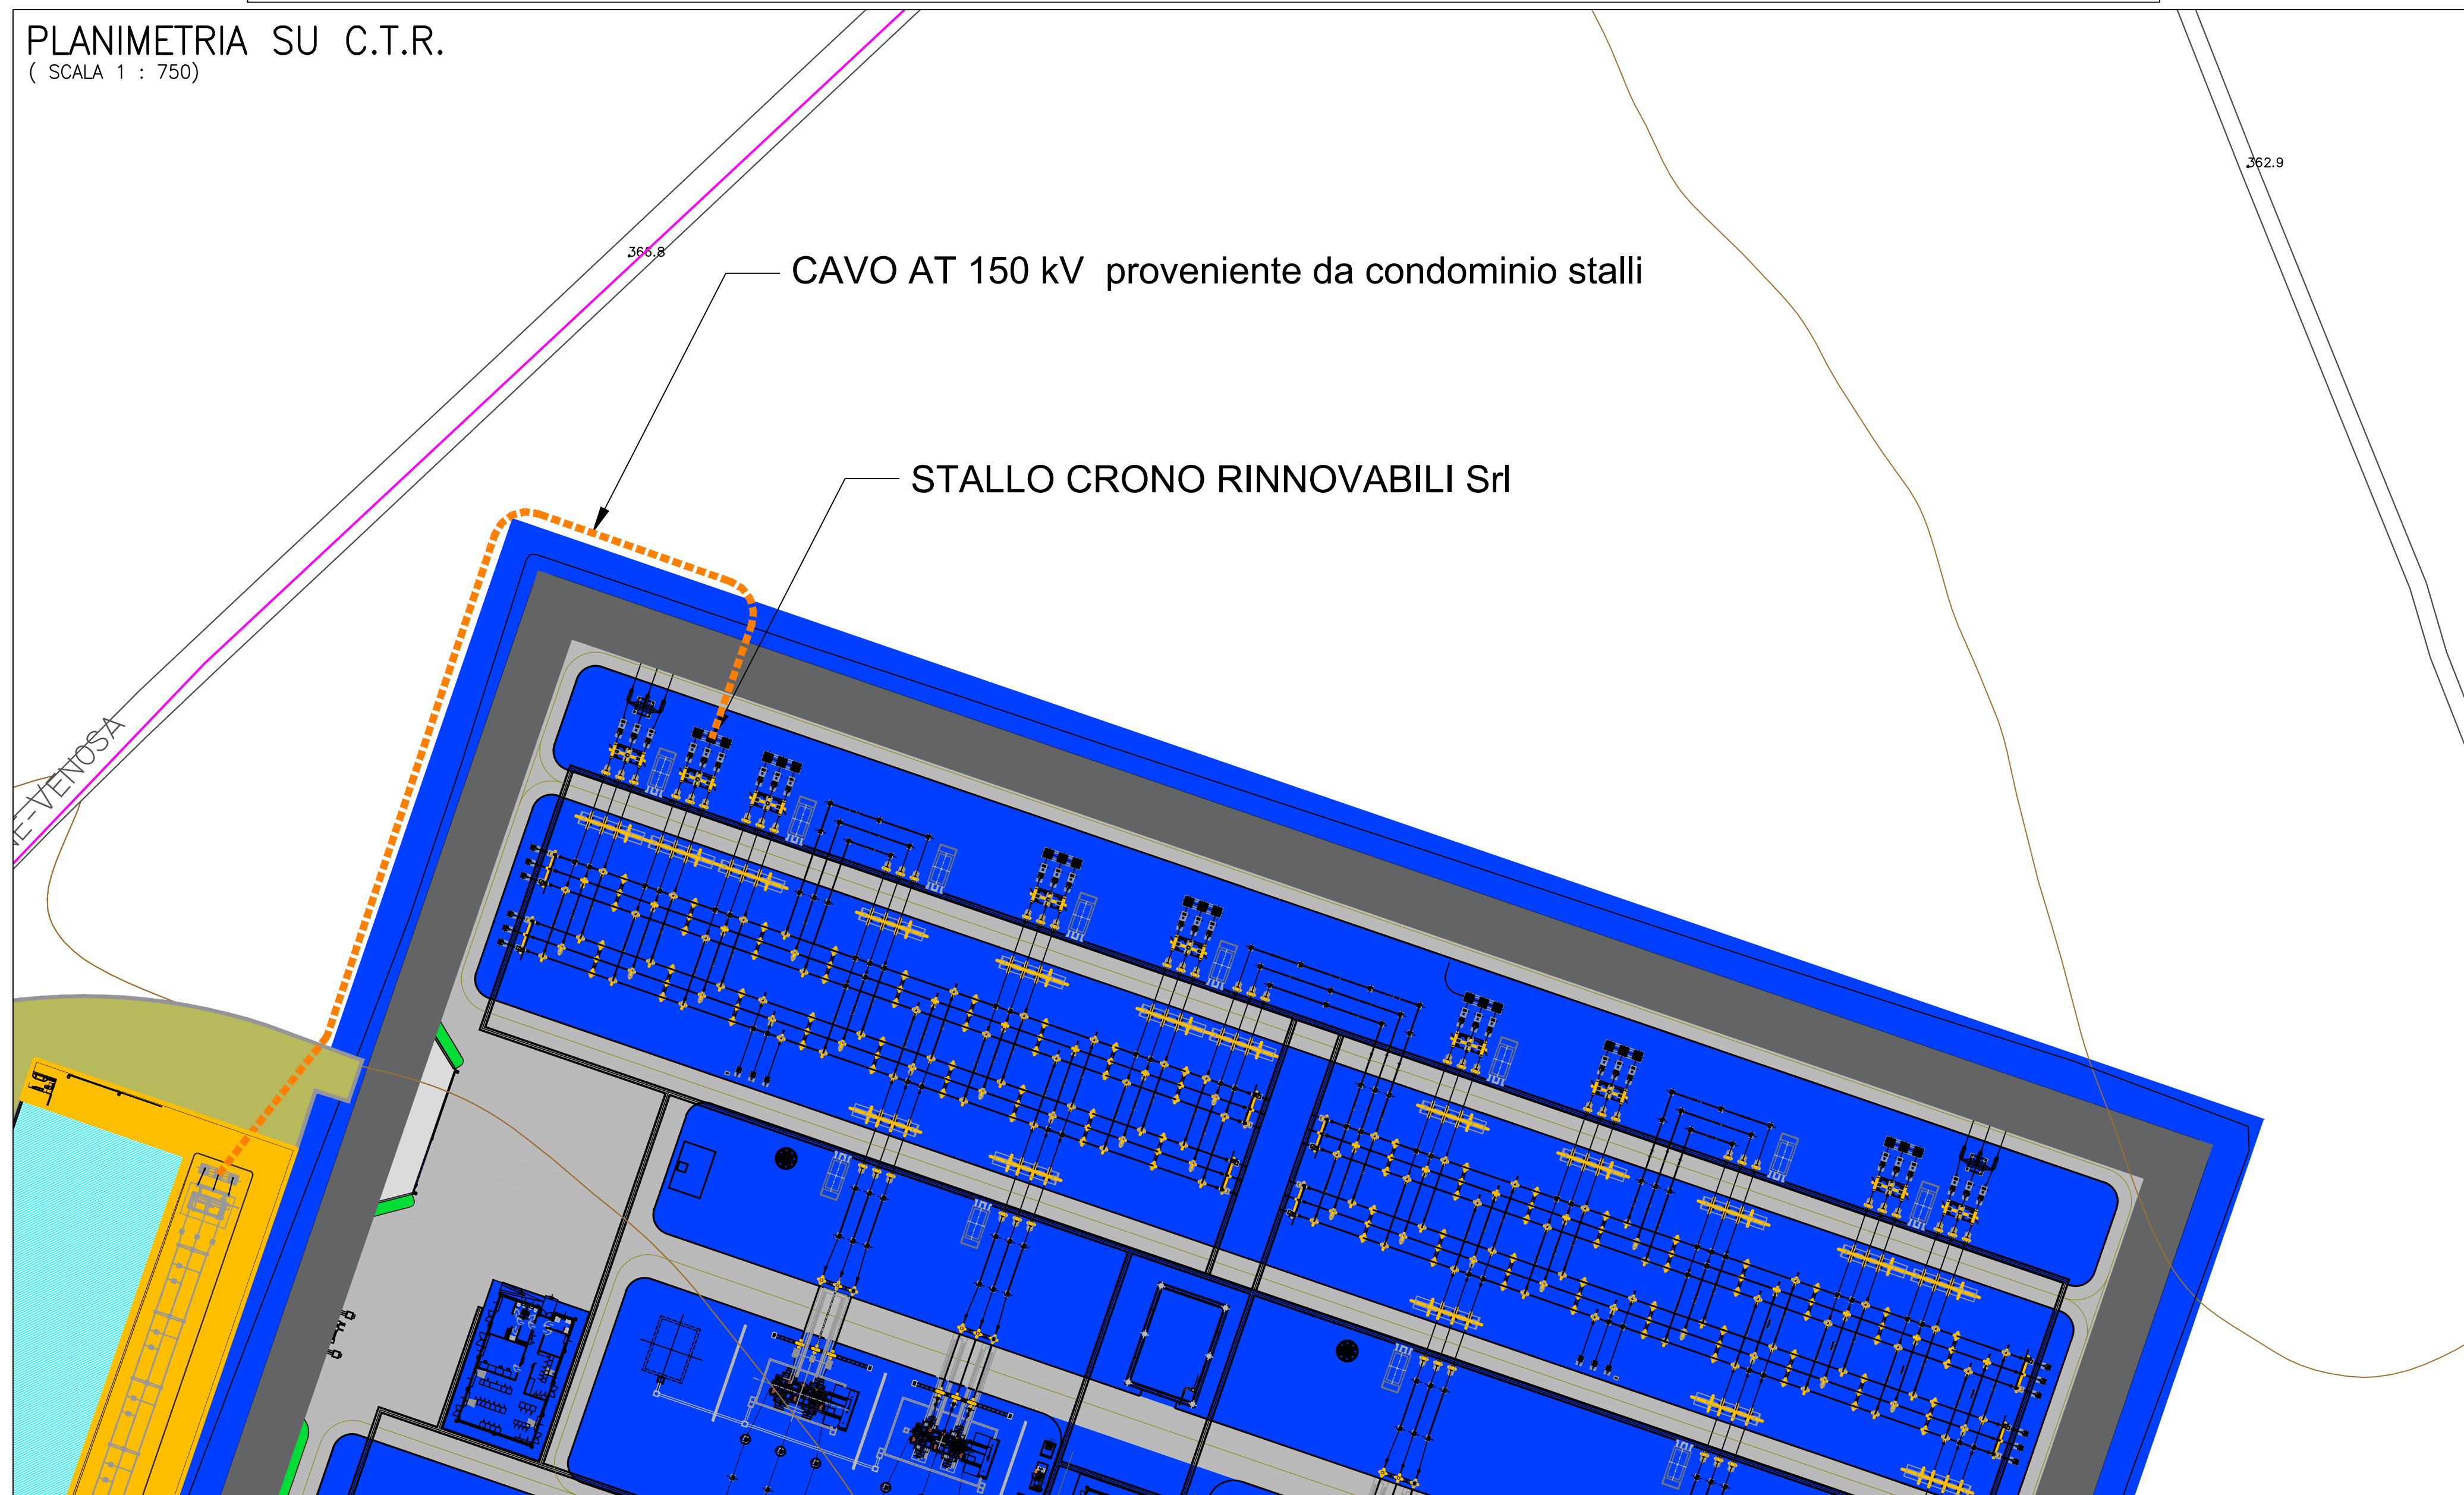 PLANIMETRIA SU C.T.R.
( SCALA 1 : 750)
362.9
366.8
CAVO AT 150 kV proveniente da condominio stalli
STALLO CRONO RINNOVABILI Srl
NE-VENOSA